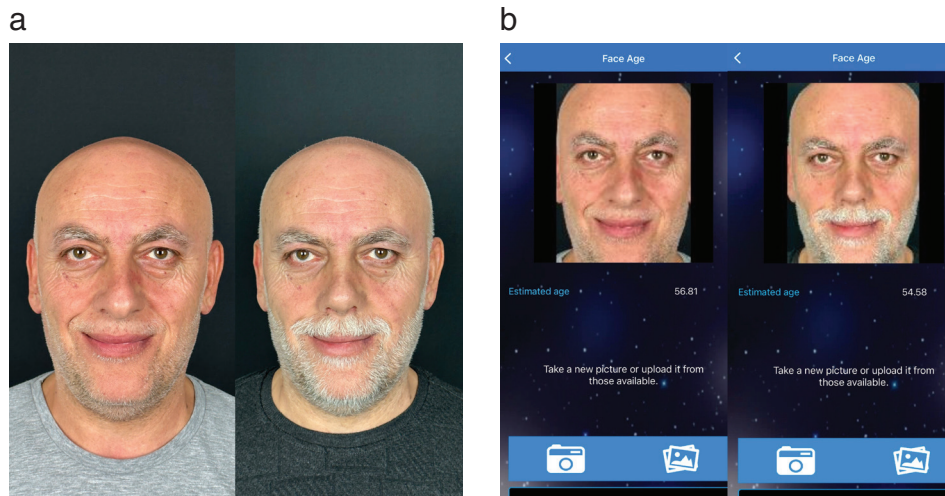 a
b
Face Age
Estimated age 56.81
Take a new picture or upload it from
those available.
Face Age
Estimated age 54.58
Take a new picture or upload it from
those available.